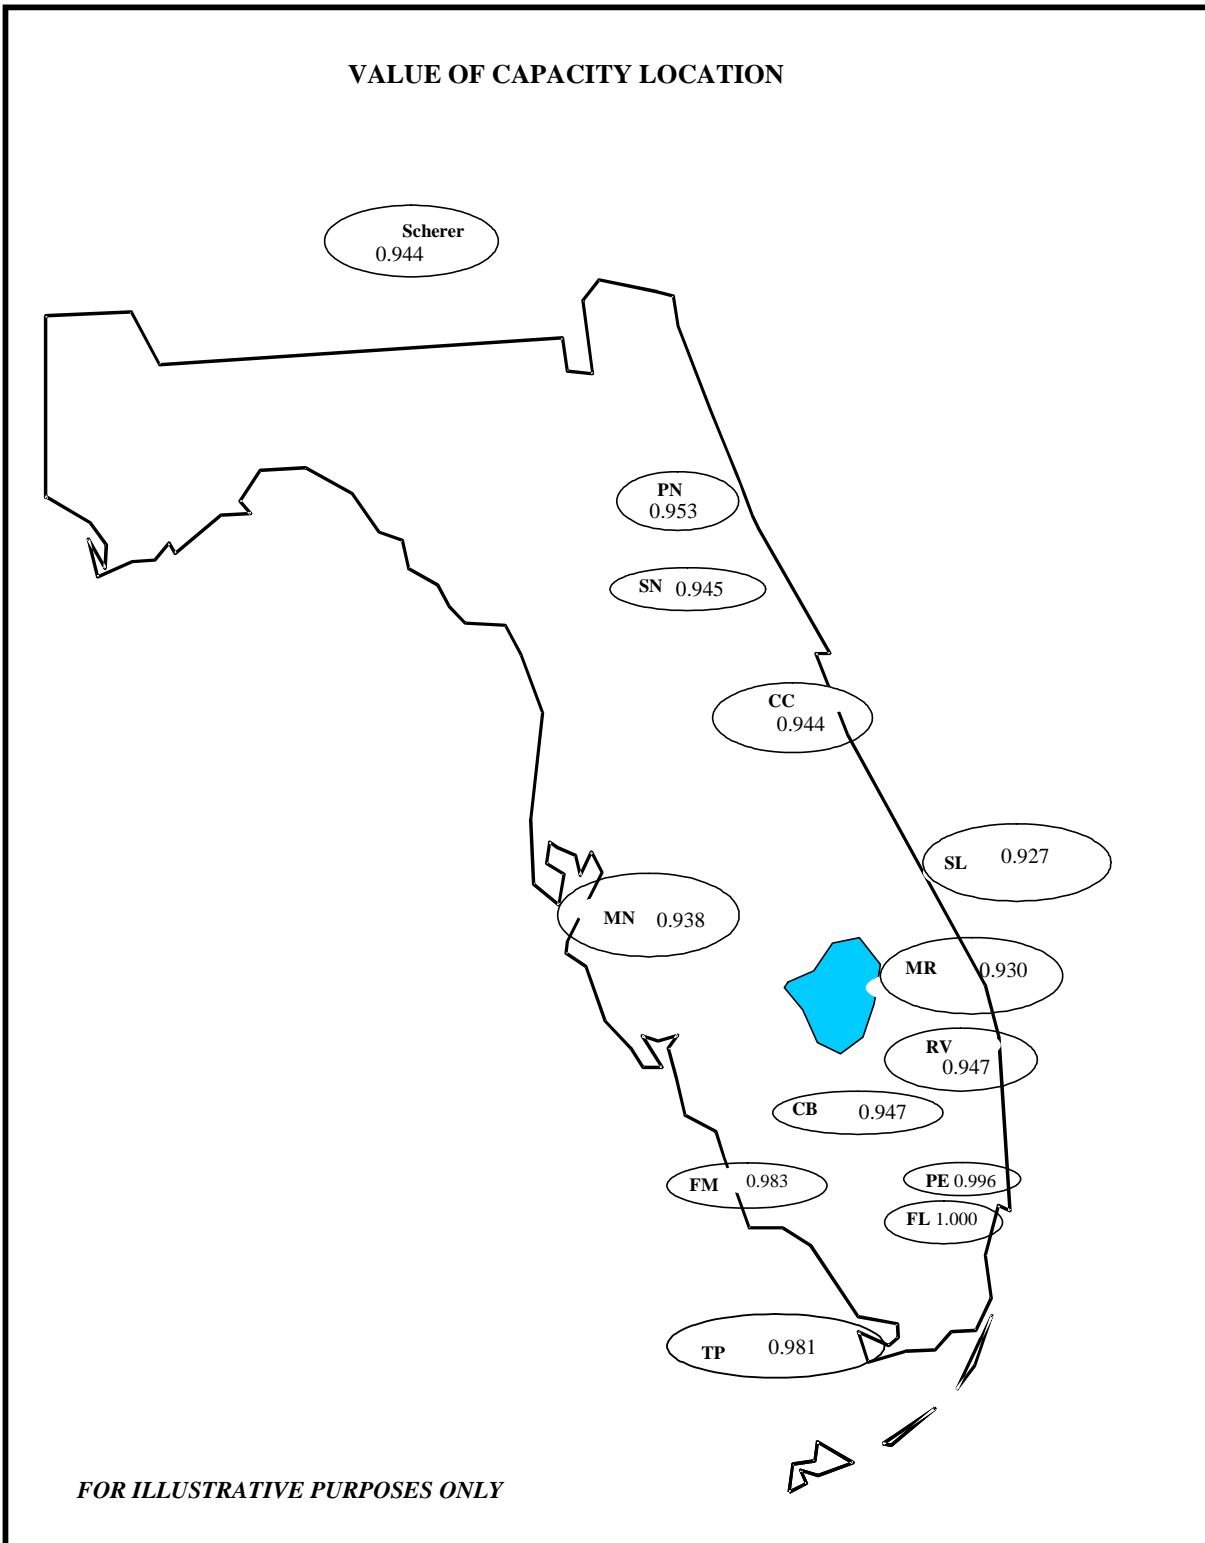 VALUE OF CAPACITY LOCATION
Scherer
0.944
PN
0.953
SN 0.945
CC
0.944
SL 0.927
MN 0.938
MR 0.930
RV
0.947
CB 0.947
FM 0.983
PE 0.996
FL 1.000
TP 0.981
FOR ILLUSTRATIVE PURPOSES ONLY